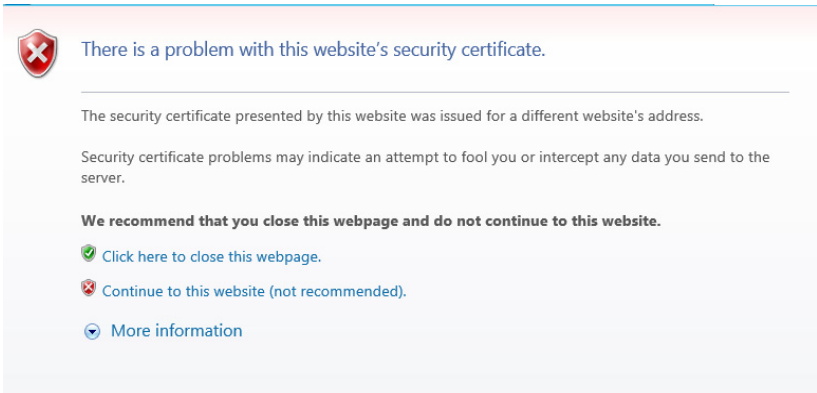 There is a problem with this website’s security certificate.
The security certificate presented by this website was issued for a different website's address.
Security certificate problems may indicate an attempt to fool you or intercept any data you send to the
server.
We recommend that you close this webpage and do not continue to this website.
Click here to close this webpage.
Continue to this website (not recommended).
More information